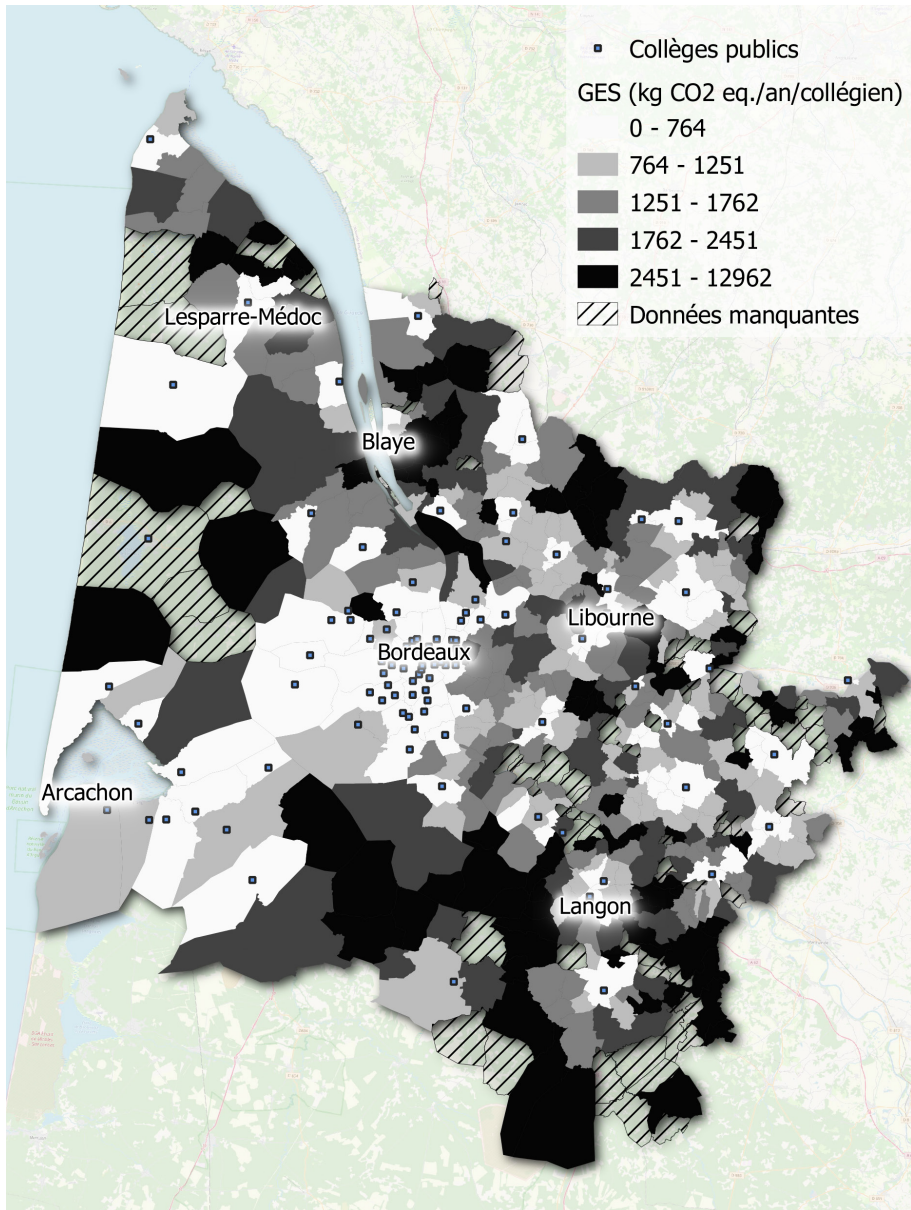 Collèges publics
GES (kg CO2 eq./an/collégien)
0 - 764
764 - 1251
1251 - 1762
1762 - 2451
2451 - 12962
Données manquantes
Lesparre-Médoc
Blaye
Libourne
Bordeaux
Arcachon
Langon